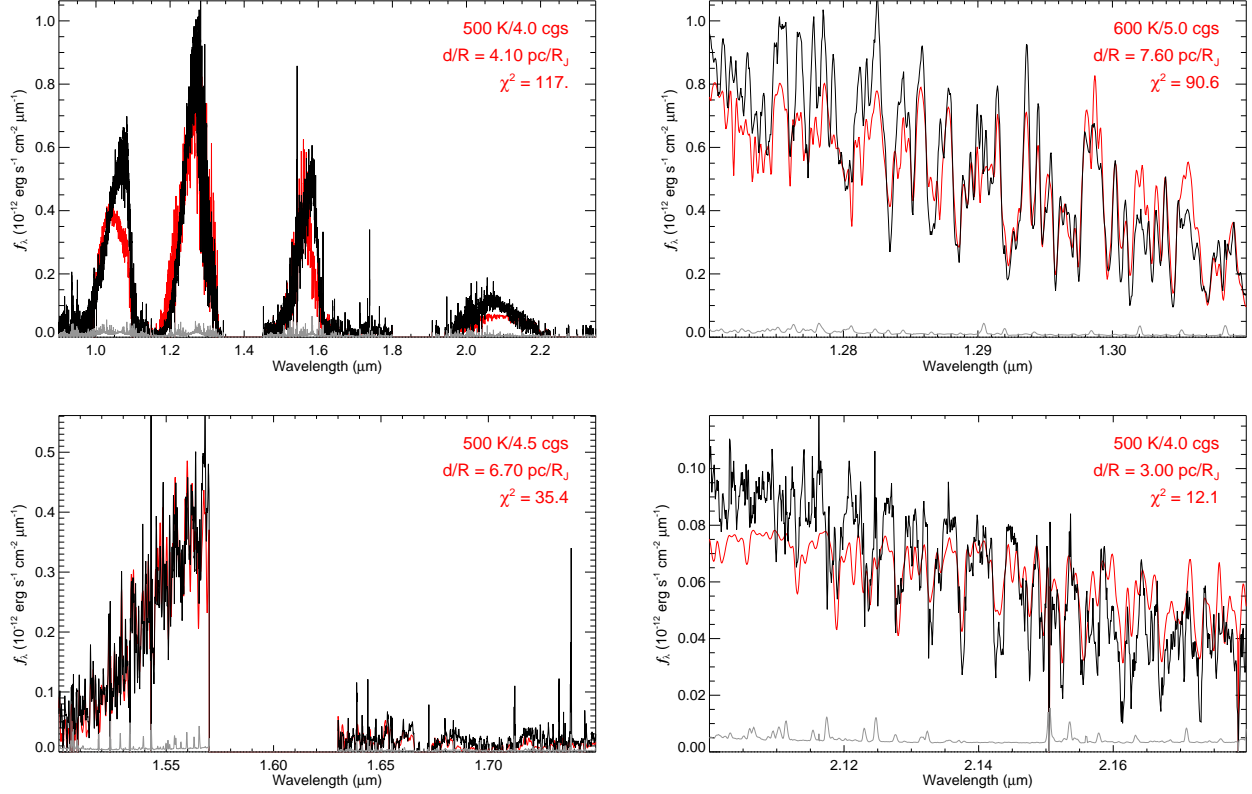 500 K/4.0 cgs
d/R = 4.10 pc/R_J
χ² = 117.
f_λ (10⁻¹² erg s⁻¹ cm⁻² μm⁻¹)
1.0
0.8
0.6
0.4
0.2
0.0
1.0 1.2 1.4 1.6 1.8 2.0 2.2
Wavelength (μm)
600 K/5.0 cgs
d/R = 7.60 pc/R_J
χ² = 90.6
f_λ (10⁻¹² erg s⁻¹ cm⁻² μm⁻¹)
1.0
0.8
0.6
0.4
0.2
0.0
1.28 1.29 1.30
Wavelength (μm)
500 K/4.5 cgs
d/R = 6.70 pc/R_J
χ² = 35.4
f_λ (10⁻¹² erg s⁻¹ cm⁻² μm⁻¹)
0.5
0.4
0.3
0.2
0.1
0.0
1.55 1.60 1.65 1.70
Wavelength (μm)
500 K/4.0 cgs
d/R = 3.00 pc/R_J
χ² = 12.1
f_λ (10⁻¹² erg s⁻¹ cm⁻² μm⁻¹)
0.10
0.08
0.06
0.04
0.02
0.00
2.12 2.13 2.14 2.15 2.16
Wavelength (μm)